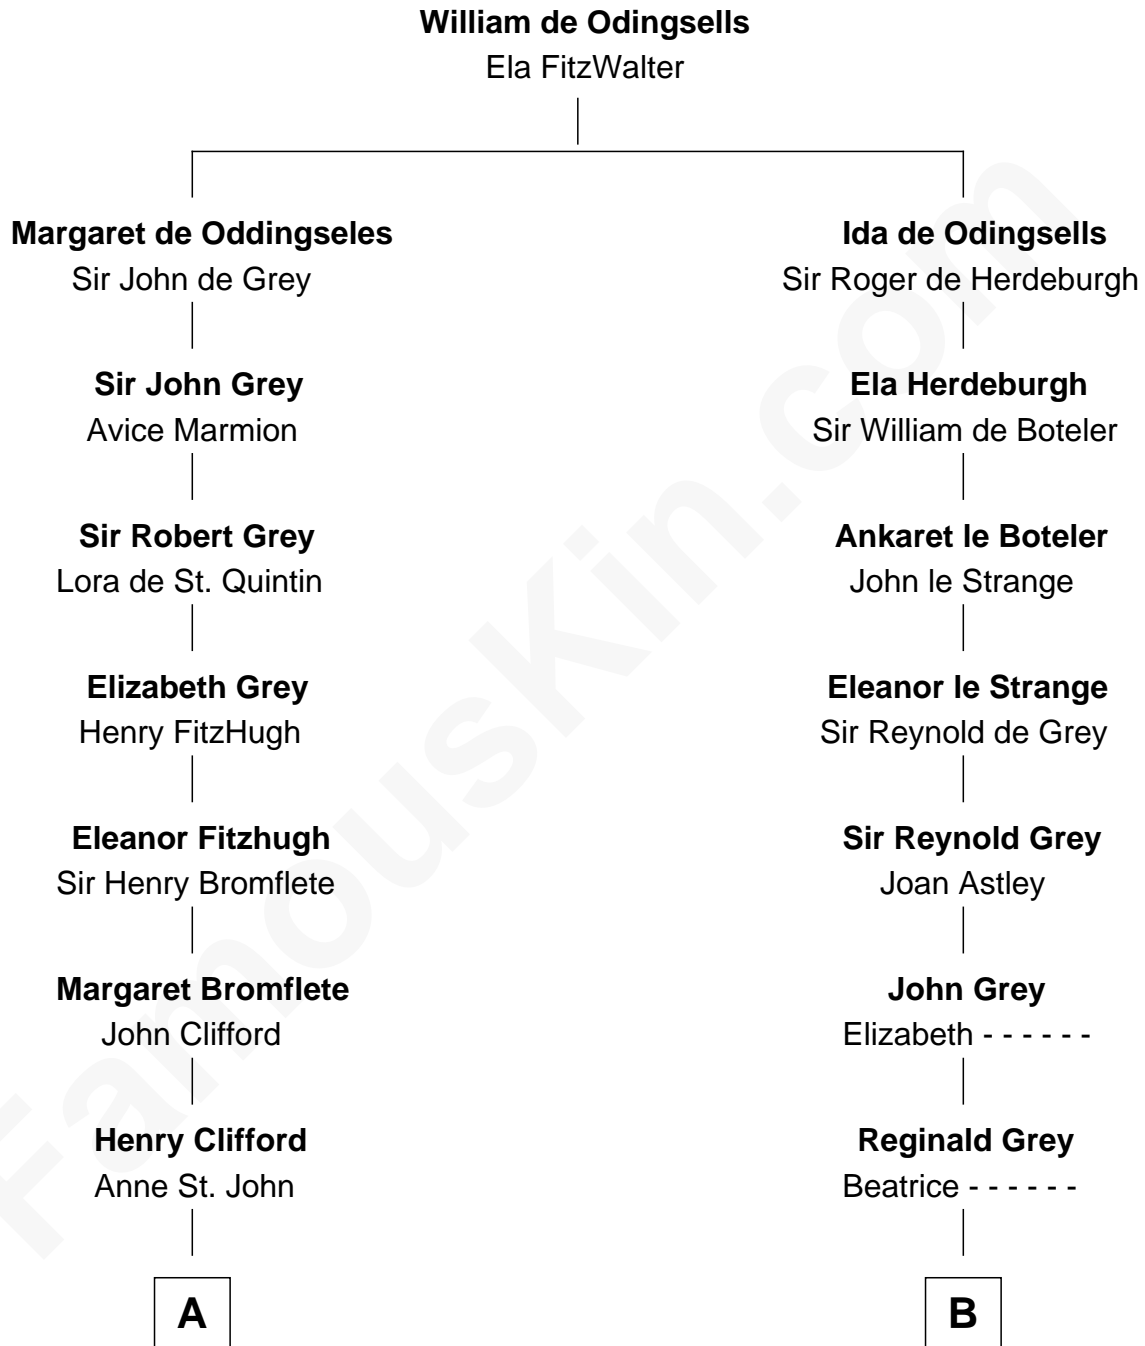 William de Odingsells
Ela FitzWalter
Margaret de Oddingseles
Sir John de Grey
Sir John Grey
Avice Marmion
Sir Robert Grey
Lora de St. Quintin
Elizabeth Grey
Henry FitzHugh
Eleanor Fitzhugh
Sir Henry Bromflete
Margaret Bromflete
John Clifford
Henry Clifford
Anne St. John
A
Ida de Odingsells
Sir Roger de Herdeburgh
Ela Herdeburgh
Sir William de Boteler
Ankaret le Boteler
John le Strange
Eleanor le Strange
Sir Reynold de Grey
Sir Reynold Grey
Joan Astley
John Grey
Elizabeth - - - - - -
Reginald Grey
Beatrice - - - - - -
B
FamousKin.com